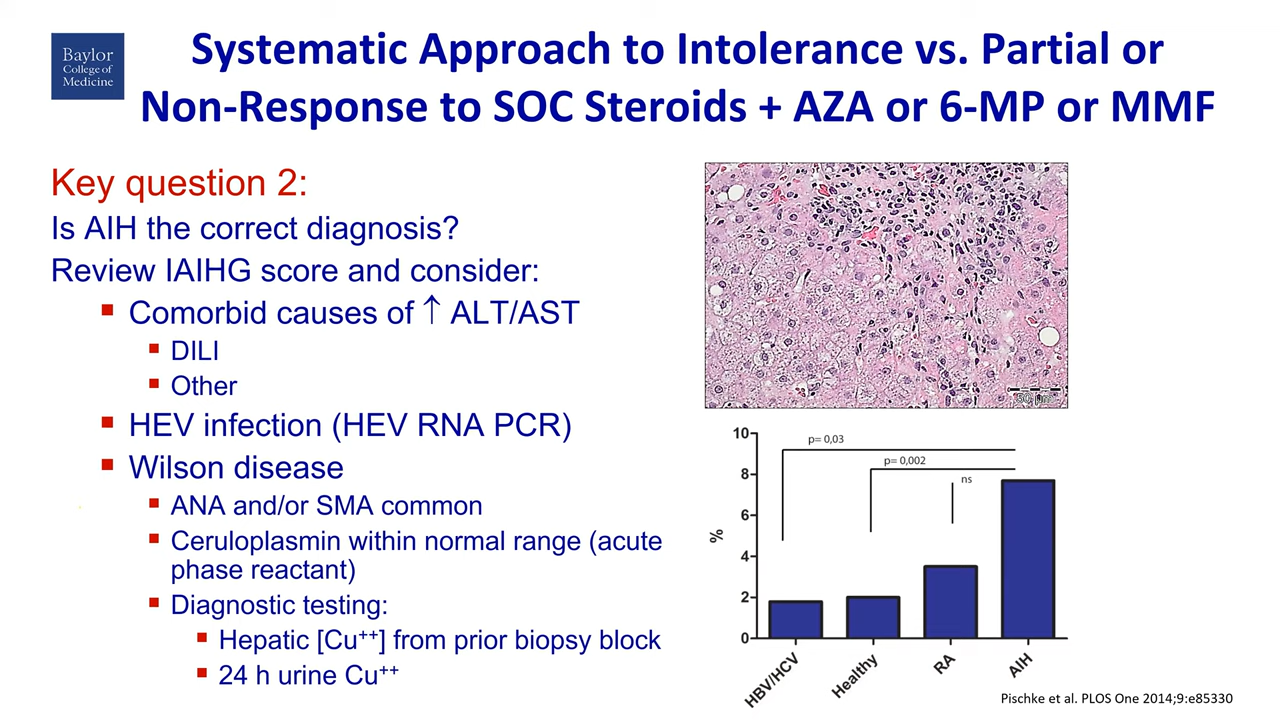 Baylor
College of
Medicine
Systematic Approach to Intolerance vs. Partial or
Non-Response to SOC Steroids + AZA or 6-MP or MMF
Key question 2:
Is AIH the correct diagnosis?
Review IAIHG score and consider:
Comorbid causes of ↑ ALT/AST
DILI
Other
HEV infection (HEV RNA PCR)
Wilson disease
ANA and/or SMA common
Ceruloplasmin within normal range (acute
phase reactant)
Diagnostic testing:
Hepatic [Cu⁺⁺] from prior biopsy block
24 h urine Cu⁺⁺
50 µm
10
8
6
4
2
0
%
p= 0,03
p= 0,002
ns
HBV/HCV
Healthy
RA
AIH
Pischke et al. PLOS One 2014;9:e85330